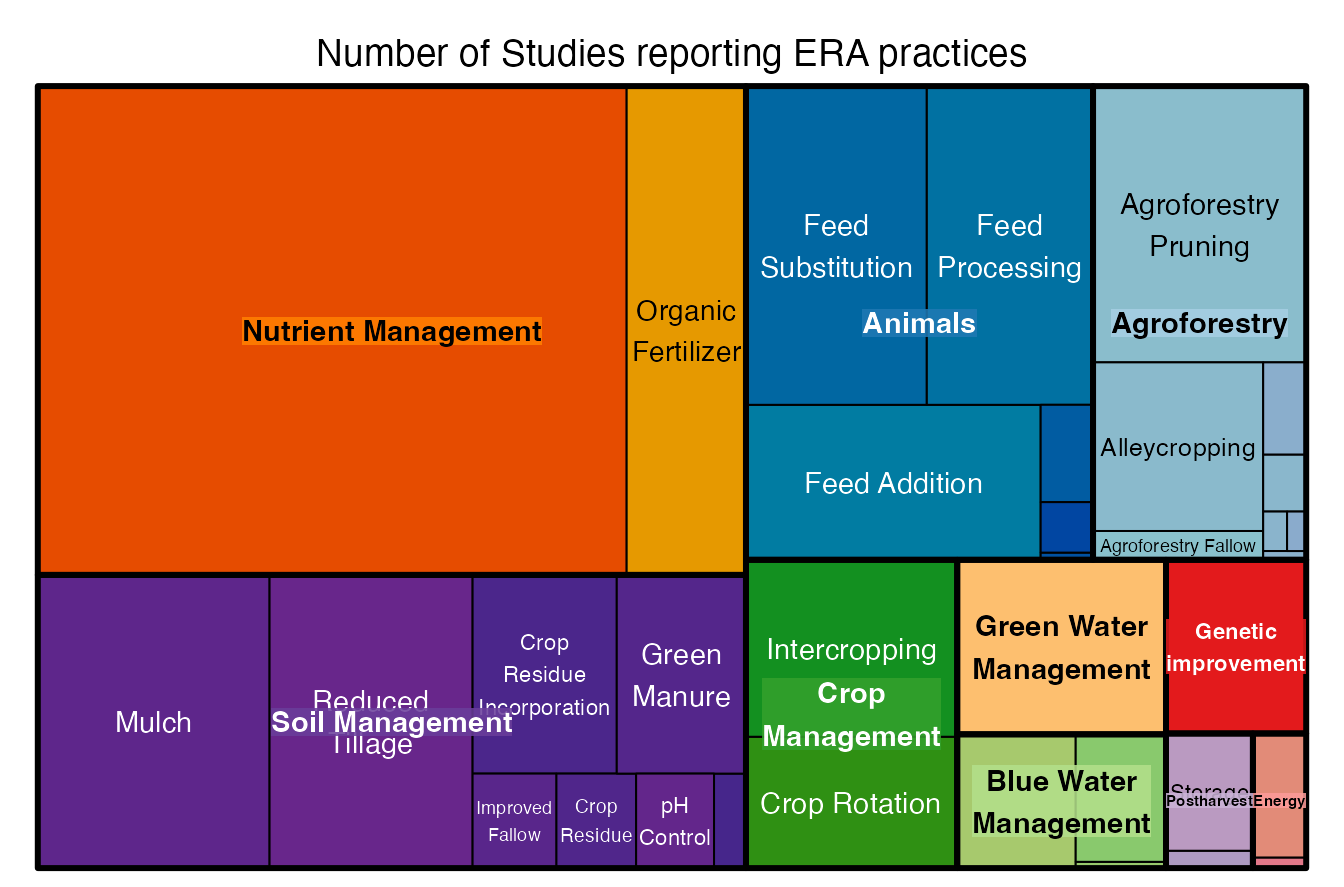 Number of Studies reporting ERA practices
Nutrient Management
Organic
Fertilizer
Feed
Substitution
Feed
Processing
Animals
Feed Addition
Agroforestry
Pruning
Agroforestry
Alleycropping
Agroforestry Fallow
Mulch
Reduced
Tillage
Soil Management
Crop
Residue
Incorporation
Green
Manure
Improved
Fallow
Crop
Residue
pH
Control
Intercropping
Crop
Management
Crop Rotation
Green Water
Management
Genetic
improvement
Blue Water
Management
Storage
Postharvest
Energy